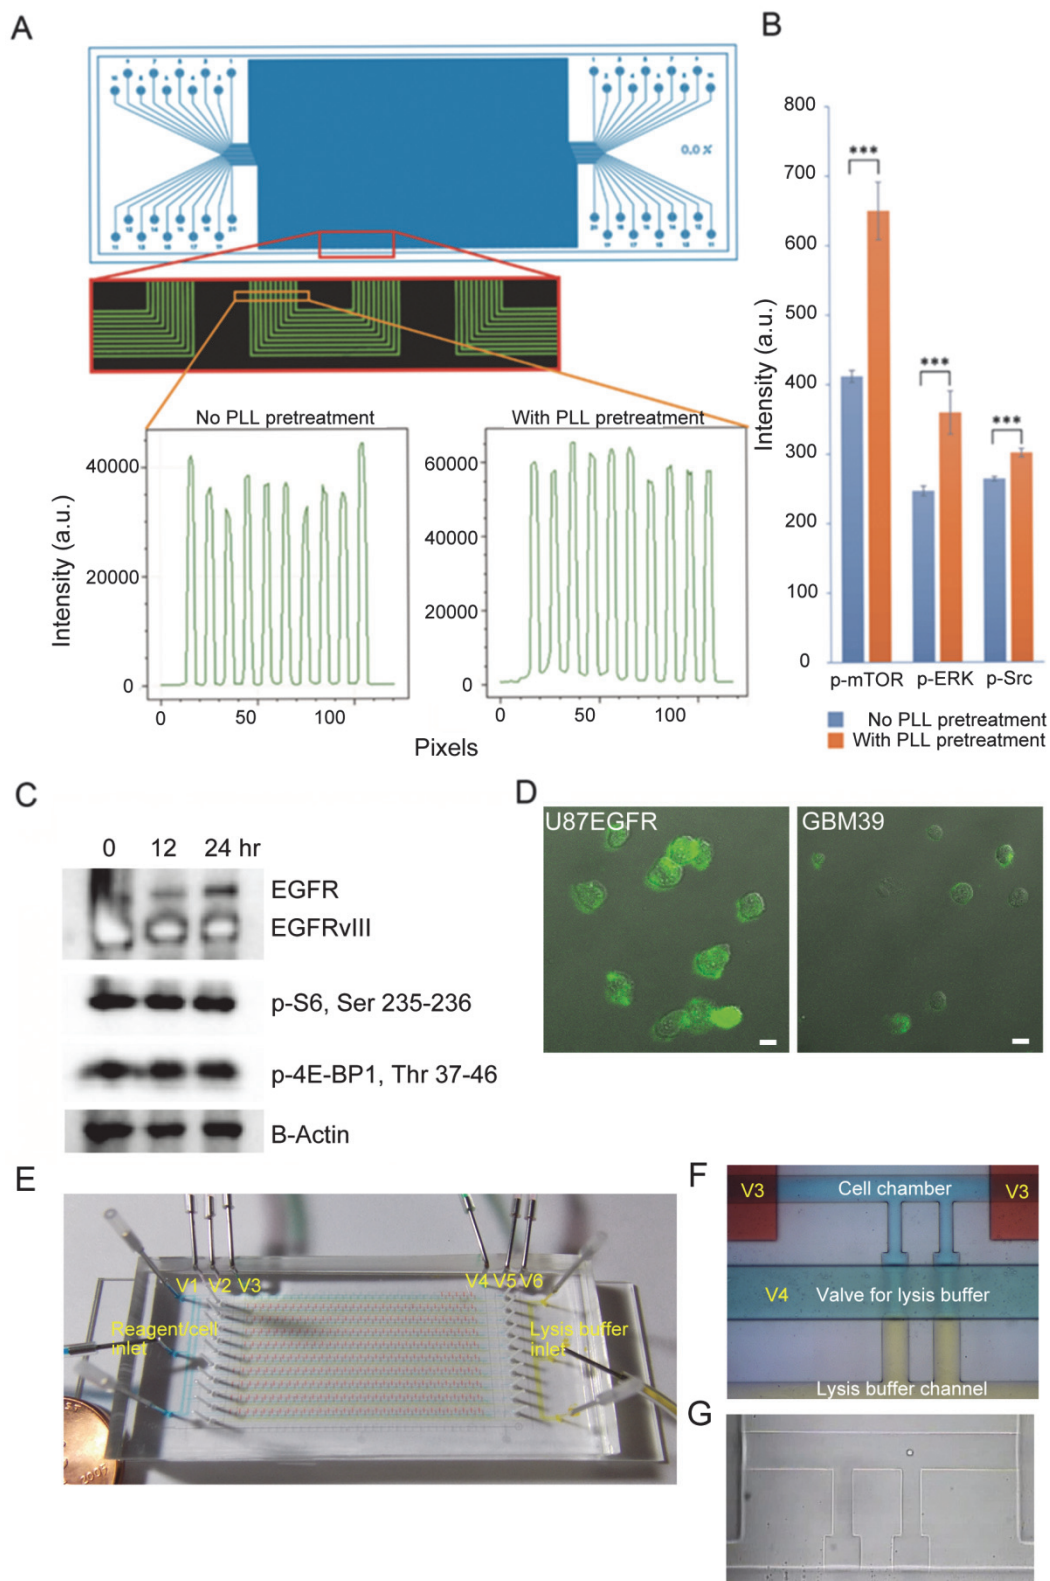 A
0.0 %
No PLL pretreatment
With PLL pretreatment
Intensity (a.u.)
40000
20000
0
60000
40000
20000
0
0
50
100
0
50
100
Pixels
B
Intensity (a.u.)
800
700
600
500
400
300
200
100
0
***
***
***
p-mTOR
p-ERK
p-Src
No PLL pretreatment
With PLL pretreatment
C
0 12 24 hr
EGFR
EGFRvIII
p-S6, Ser 235-236
p-4E-BP1, Thr 37-46
B-Actin
D
U87EGFR
GBM39
E
V1 V2 V3
V4 V5 V6
Reagent/cell
inlet
Lysis buffer
inlet
F
V3
Cell chamber
V3
V4
Valve for lysis buffer
Lysis buffer channel
G